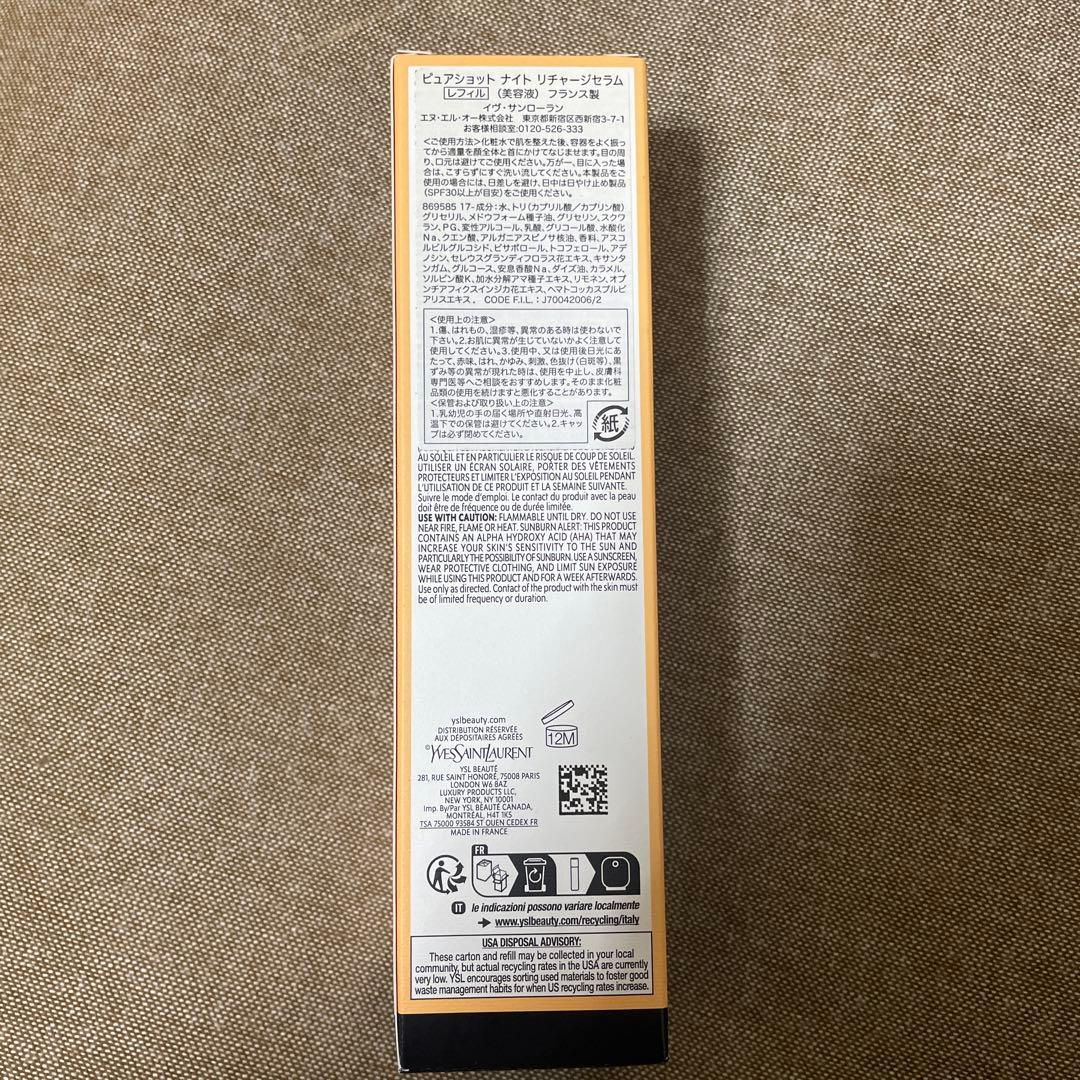 ピュアショット ナイト リチャージセラム
レフィル （美容液） フランス製
イヴ・サンローラン
エヌ・エル・オー株式会社　東京都新宿区西新宿3-7-1
お客様相談室:0120-526-333
<ご使用方法>化粧水で肌を整えた後、容器をよく振っ
てから適量を顔全体と首にかけてなじませます。目の周
り、口元は避けてご使用ください。万が一、目に入った場
合は、こすらずにすぐ洗い流してください。本製品をご
使用の場合には、日差しを避け、日中は日やけ止め製品
(SPF30以上が目安)をご使用ください。
869585 17-成分：水、トリ（カプリル酸／カプリン酸）
グリセリル、メドウフォーム種子油、グリセリン、スクワ
ラン、PG、変性アルコール、乳酸、グリコール酸、水酸化
Na、クエン酸、アルガニアスピノサ核油、香料、アスコ
ルビルグルコシド、ビサボロール、トコフェロール、アデ
ノシン、セレウスグランディフロラス花エキス、キサンタ
ンガム、グルコース、安息香酸Na、ダイズ油、カラメル、
ソルビン酸K、加水分解アマ種子エキス、リモネン、オプ
ンチアフィクスインジカ花エキス、ヘマトコッカスプルビ
アリスエキス。 CODE F.I.L.：J70042006/2
<使用上の注意>
1.傷、はれもの、湿疹等、異常のある時は使わないで
下さい。2.お肌に異常が生じていないかよく注意して
使用してください。3.使用中、又は使用後日光にあ
たって、赤味、はれ、かゆみ、刺激、色抜け(白斑等)、黒
ずみ等の異常が現れた時は、使用を中止し、皮膚科
専門医等へご相談をおすすめします。そのまま化粧
品類の使用を続けますと悪化することがあります。
<保管および取り扱い上の注意>
1.乳幼児の手の届く場所や直射日光、高
温下での保管は避けてください。2.キャッ
プは必ず閉めてください。
紙
AU SOLEIL ET EN PARTICULIER LE RISQUE DE COUP DE SOLEIL.
UTILISER UN ÉCRAN SOLAIRE, PORTER DES VÊTEMENTS
PROTECTEURS ET LIMITER L'EXPOSITION AU SOLEIL PENDANT
L'UTILISATION DE CE PRODUIT ET LA SEMAINE SUIVANTE.
Suivre le mode d'emploi. Le contact du produit avec la peau
doit être de fréquence ou de durée limitée.
USE WITH CAUTION: FLAMMABLE UNTIL DRY. DO NOT USE
NEAR FIRE, FLAME OR HEAT. SUNBURN ALERT: THIS PRODUCT
CONTAINS AN ALPHA HYDROXY ACID (AHA) THAT MAY
INCREASE YOUR SKIN'S SENSITIVITY TO THE SUN AND
PARTICULARLY THE POSSIBILITY OF SUNBURN. USE A SUNSCREEN,
WEAR PROTECTIVE CLOTHING, AND LIMIT SUN EXPOSURE
WHILE USING THIS PRODUCT AND FOR A WEEK AFTERWARDS.
Use only as directed. Contact of the product with the skin must
be of limited frequency or duration.
yslbeauty.com
DISTRIBUTION RÉSERVÉE
AUX DÉPOSITAIRES AGRÉÉS
©YVESSAINTLAURENT
YSL BEAUTÉ
281, RUE SAINT HONORÉ, 75008 PARIS
LONDON W6 8AZ
LUXURY PRODUCTS LLC,
NEW YORK, NY 10001
Imp. By/Par YSL BEAUTÉ CANADA,
MONTRÉAL, H4T 1K5
TSA 75000 93584 ST OUEN CEDEX FR
MADE IN FRANCE
12M
FR
IT le indicazioni possono variare localmente
www.yslbeauty.com/recycling/italy
USA DISPOSAL ADVISORY:
These carton and refill may be collected in your local
community, but actual recycling rates in the USA are currently
very low. YSL encourages sorting used materials to foster good
waste management habits for when US recycling rates increase.